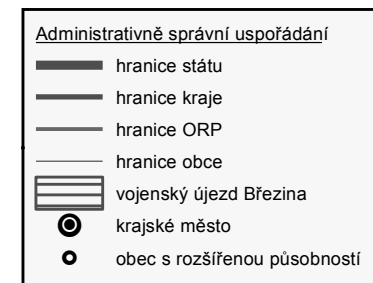 Administrativně správní uspořádání
hranice státu
hranice kraje
hranice ORP
hranice obce
vojenský újezd Březina
krajské město
obec s rozšířenou působností